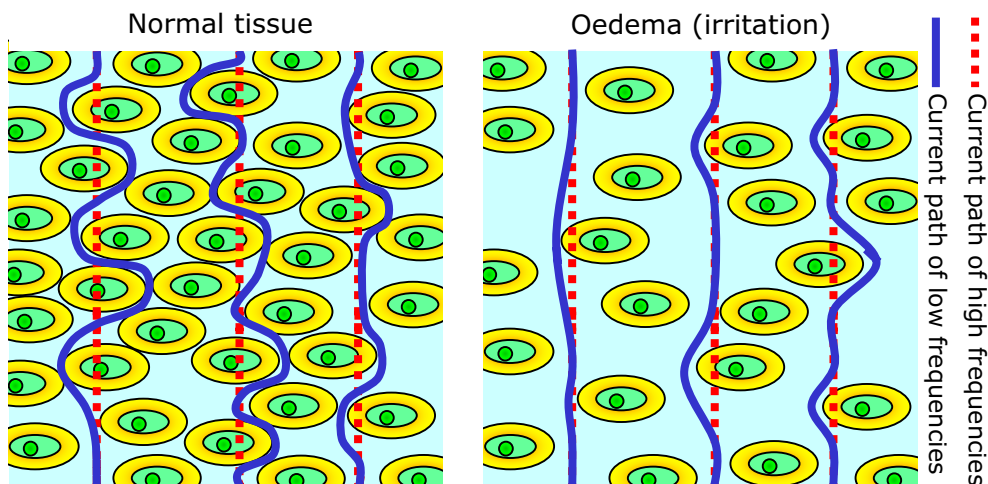 Normal tissue
Oedema (irritation)
Current path of high frequencies
Current path of low frequencies